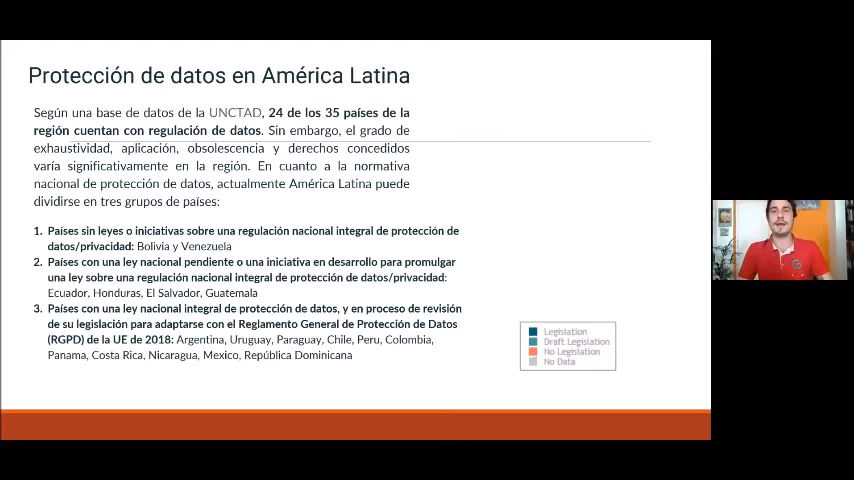 Protección de datos en América Latina
Según una base de datos de la UNCTAD, 24 de los 35 países de la
región cuentan con regulación de datos. Sin embargo, el grado de
exhaustividad, aplicación, obsolescencia y derechos concedidos
varía significativamente en la región. En cuanto a la normativa
nacional de protección de datos, actualmente América Latina puede
dividirse en tres grupos de países:
1. Países sin leyes o iniciativas sobre una regulación nacional integral de protección de
datos/privacidad: Bolivia y Venezuela
2. Países con una ley nacional pendiente o una iniciativa en desarrollo para promulgar
una ley sobre una regulación nacional integral de protección de datos/privacidad:
Ecuador, Honduras, El Salvador, Guatemala
3. Países con una ley nacional integral de protección de datos, y en proceso de revisión
de su legislación para adaptarse con el Reglamento General de Protección de Datos
(RGPD) de la UE de 2018: Argentina, Uruguay, Paraguay, Chile, Peru, Colombia,
Panama, Costa Rica, Nicaragua, Mexico, República Dominicana
Legislation
Draft Legislation
No Legislation
No Data